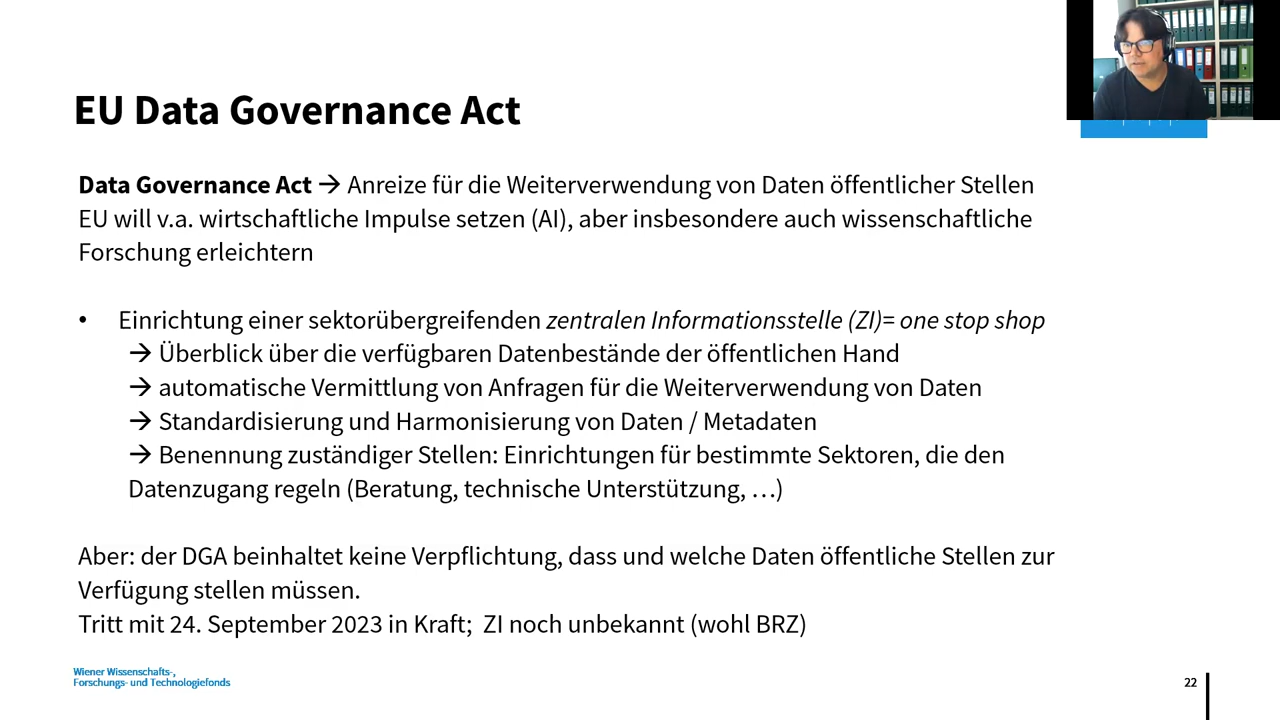 EU Data Governance Act
Data Governance Act → Anreize für die Weiterverwendung von Daten öffentlicher Stellen
EU will v.a. wirtschaftliche Impulse setzen (AI), aber insbesondere auch wissenschaftliche
Forschung erleichtern
• Einrichtung einer sektorübergreifenden zentralen Informationsstelle (ZI)= one stop shop
→ Überblick über die verfügbaren Datenbestände der öffentlichen Hand
→ automatische Vermittlung von Anfragen für die Weiterverwendung von Daten
→ Standardisierung und Harmonisierung von Daten / Metadaten
→ Benennung zuständiger Stellen: Einrichtungen für bestimmte Sektoren, die den
Datenzugang regeln (Beratung, technische Unterstützung, …)
Aber: der DGA beinhaltet keine Verpflichtung, dass und welche Daten öffentliche Stellen zur
Verfügung stellen müssen.
Tritt mit 24. September 2023 in Kraft;  ZI noch unbekannt (wohl BRZ)
Wiener Wissenschafts-,
Forschungs- und Technologiefonds
22